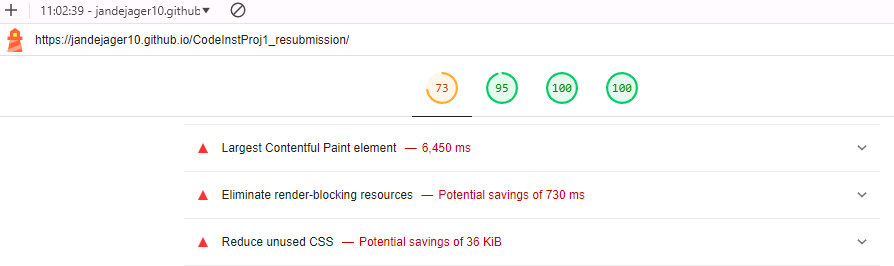 11:02:39 - jandejager10.github
https://jandejager10.github.io/CodeInstProj1_resubmission/
73 95 100 100
Largest Contentful Paint element — 6,450 ms
Eliminate render-blocking resources — Potential savings of 730 ms
Reduce unused CSS — Potential savings of 36 KiB